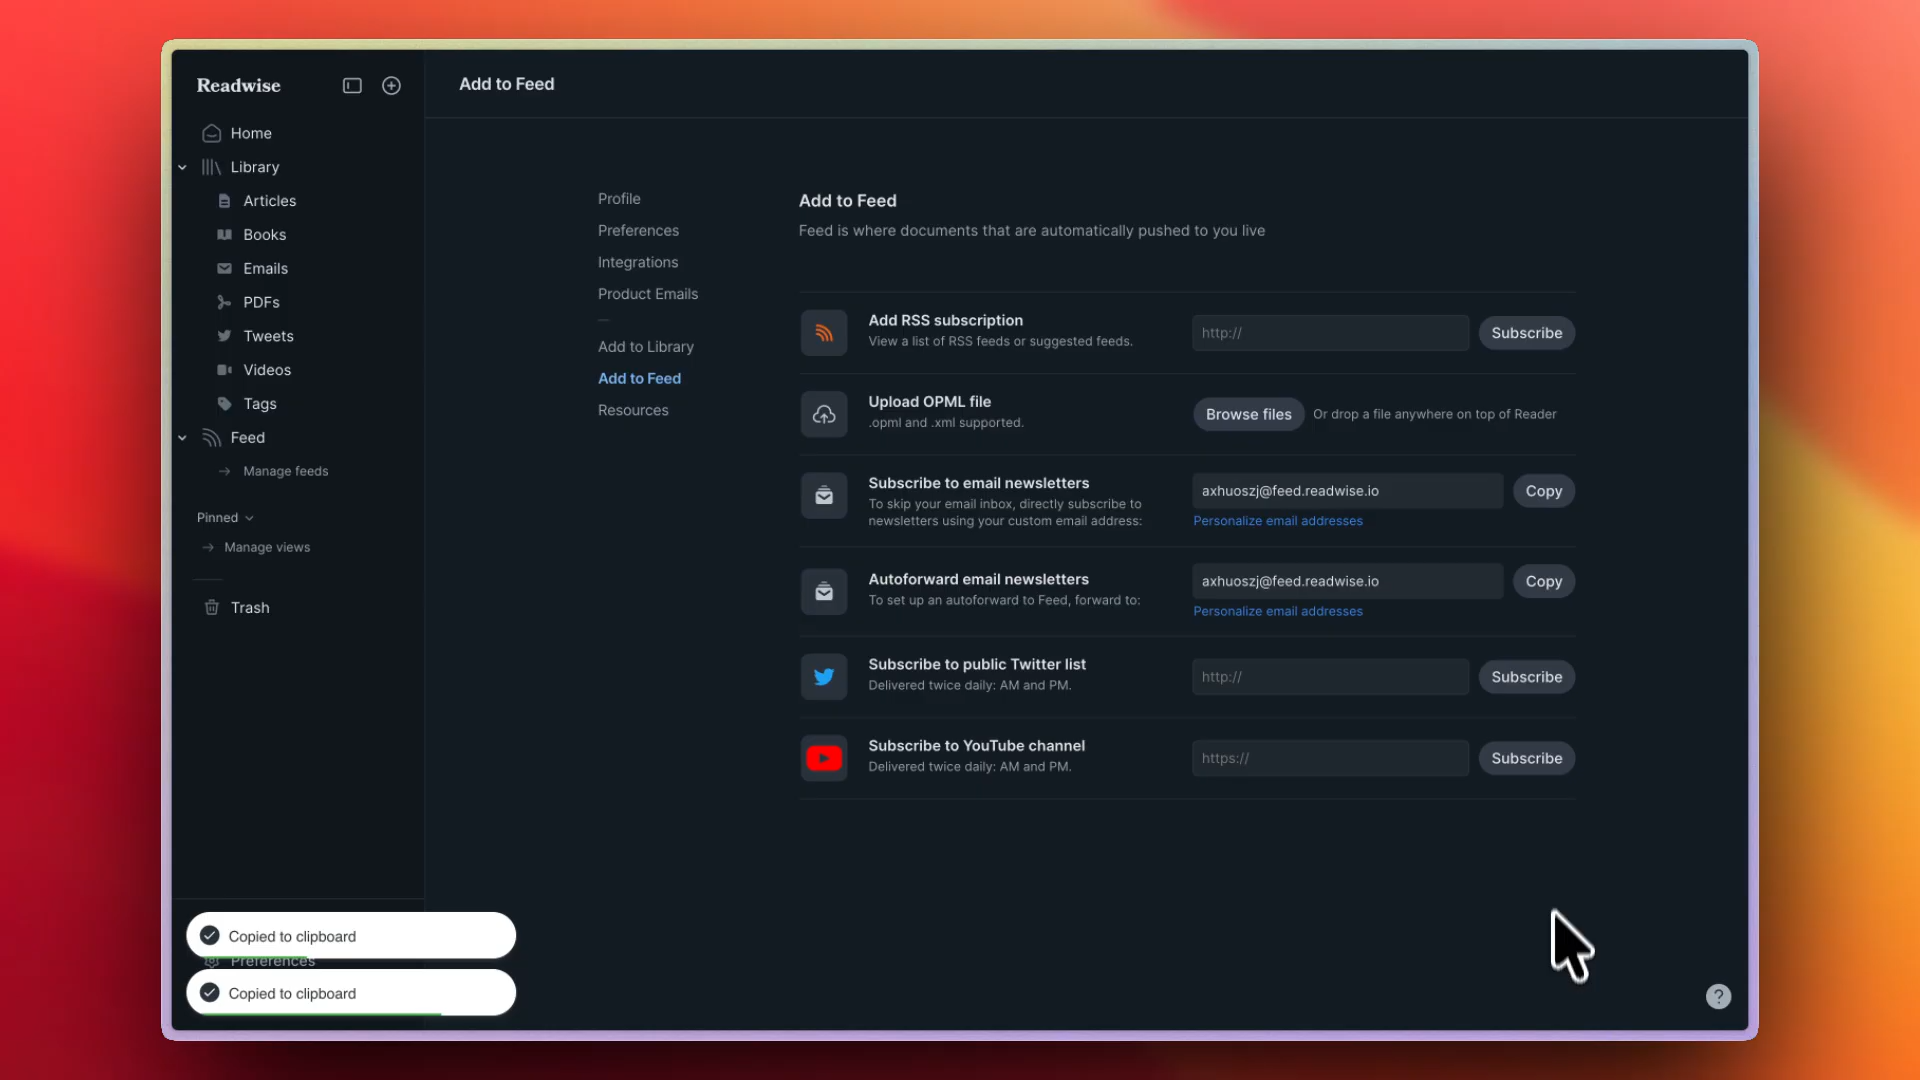 Readwise
Home
Library
Articles
Books
Emails
PDFs
Tweets
Videos
Tags
Feed
Manage feeds
Pinned
Manage views
Trash
Preferences
Copied to clipboard
Copied to clipboard
Add to Feed
Profile
Preferences
Integrations
Product Emails
Add to Library
Add to Feed
Resources
Add to Feed
Feed is where documents that are automatically pushed to you live
Add RSS subscription
View a list of RSS feeds or suggested feeds.
http://
Subscribe
Upload OPML file
.opml and .xml supported.
Browse files
Or drop a file anywhere on top of Reader
Subscribe to email newsletters
To skip your email inbox, directly subscribe to
newsletters using your custom email address:
axhuoszj@feed.readwise.io
Copy
Personalize email addresses
Autoforward email newsletters
To set up an autoforward to Feed, forward to:
axhuoszj@feed.readwise.io
Copy
Personalize email addresses
Subscribe to public Twitter list
Delivered twice daily: AM and PM.
http://
Subscribe
Subscribe to YouTube channel
Delivered twice daily: AM and PM.
https://
Subscribe
?